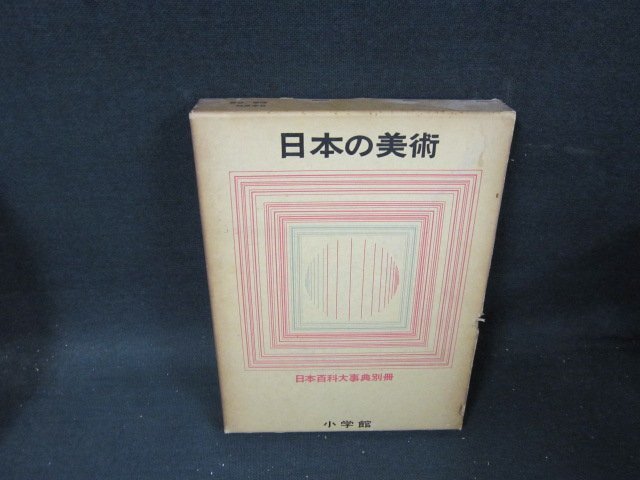 日本の美術
日本百科大事典別冊
小学館